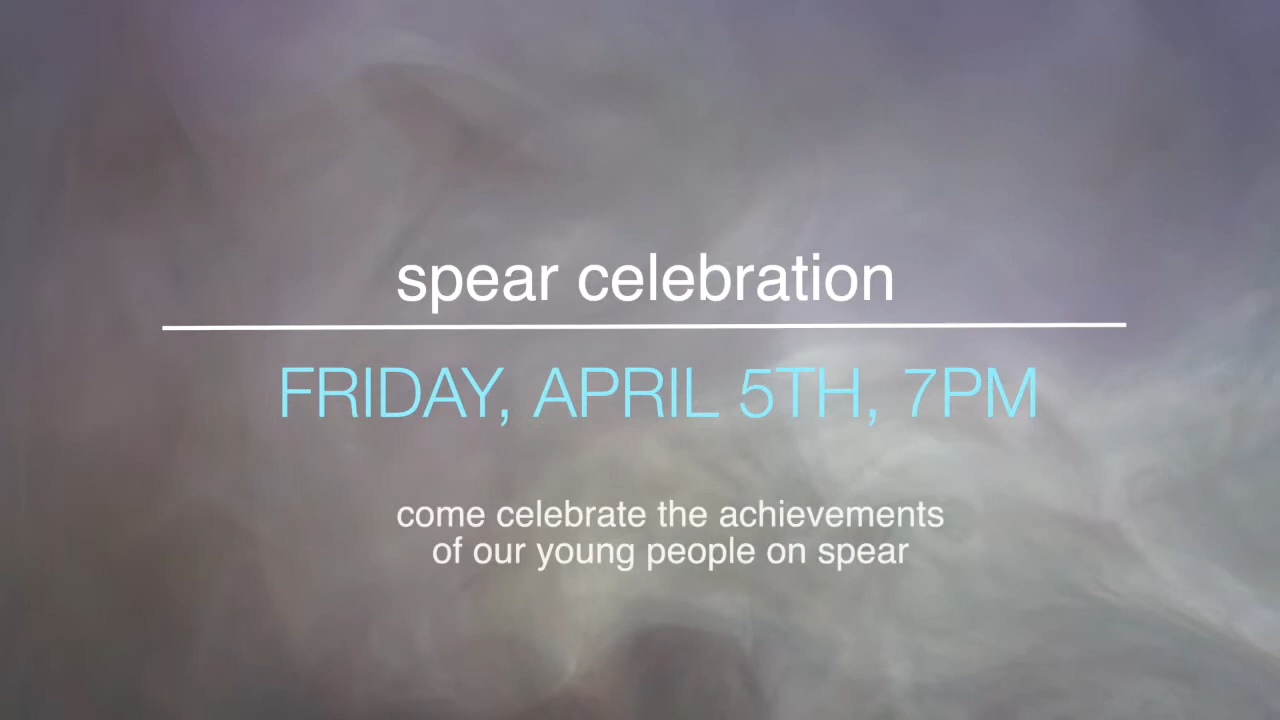 spear celebration
FRIDAY, APRIL 5TH, 7PM
come celebrate the achievements
of our young people on spear